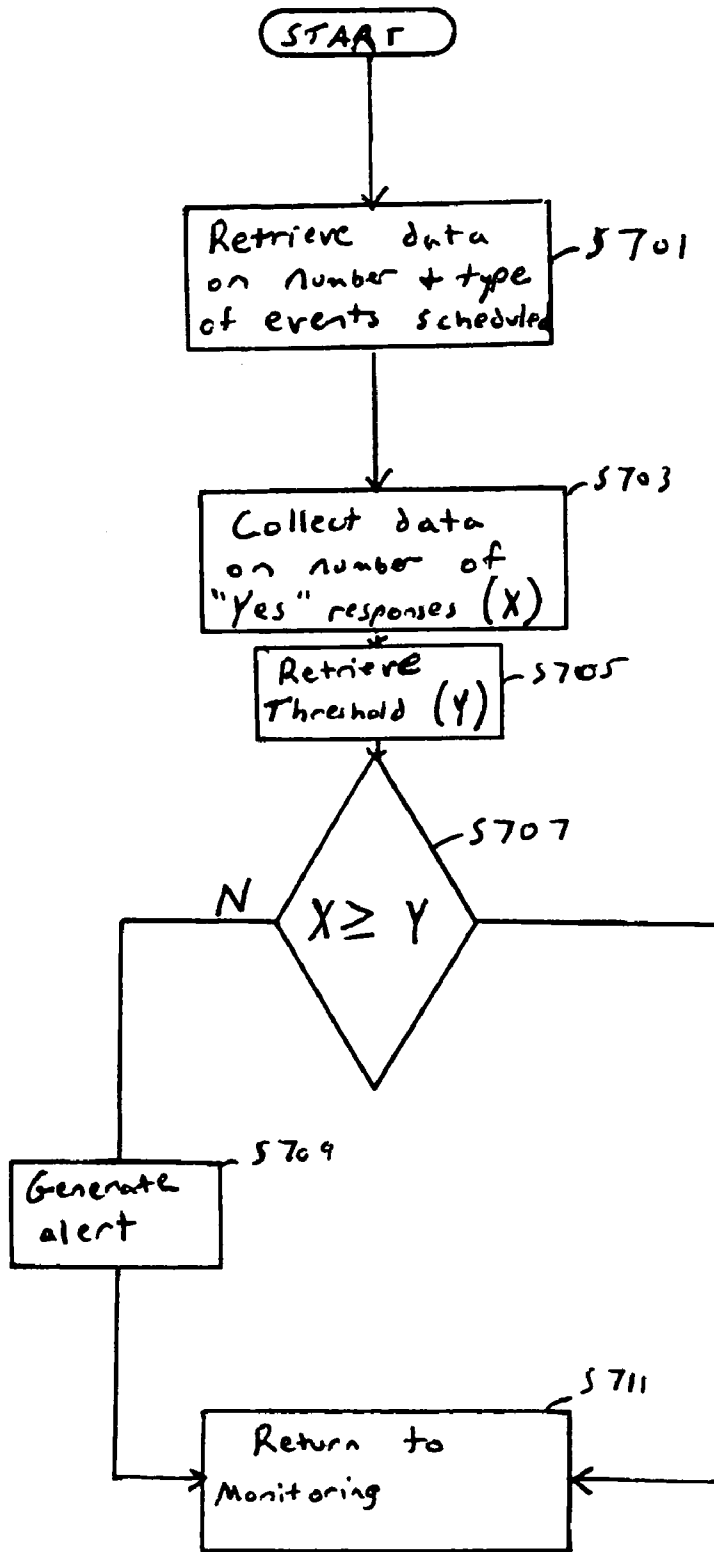 START
Retrieve data
on number + type
of events scheduled
S701
S703
Collect data
on number of
"Yes" responses (X)
Retrieve
Threshold (Y)
S705
S707
N
X ≥ Y
S709
Generate
alert
S711
Return to
Monitoring